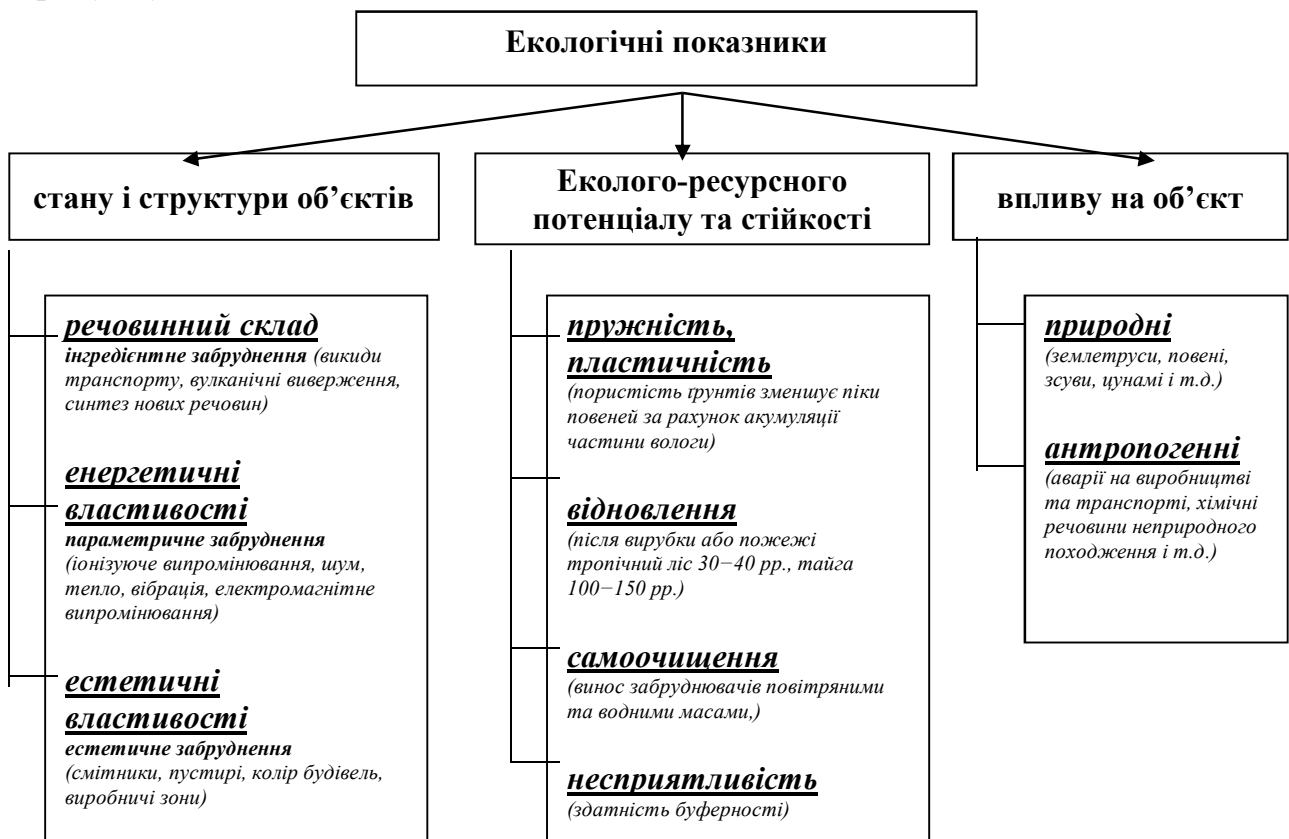 Екологічні показники
стану і структури об’єктів
Еколого-ресурсного
потенціалу та стійкості
впливу на об’єкт
речовинний склад
інгредієнтне забруднення (викиди
транспорту, вулканічні виверження,
синтез нових речовин)
енергетичні
властивості
параметричне забруднення
(іонізуюче випромінювання, шум,
тепло, вібрація, електромагнітне
випромінювання)
естетичні
властивості
естетичне забруднення
(смітники, пустирі, колір будівель,
виробничі зони)
пружність,
пластичність
(пористість ґрунтів зменшує піки
повеней за рахунок акумуляції
частини вологи)
відновлення
(після вирубки або пожежі
тропічний ліс 30−40 рр., тайга
100−150 рр.)
самоочищення
(винос забруднювачів повітряними
та водними масами,)
несприятливість
(здатність буферності)
природні
(землетруси, повені,
зсуви, цунамі і т.д.)
антропогенні
(аварії на виробництві
та транспорті, хімічні
речовини неприродного
походження і т.д.)